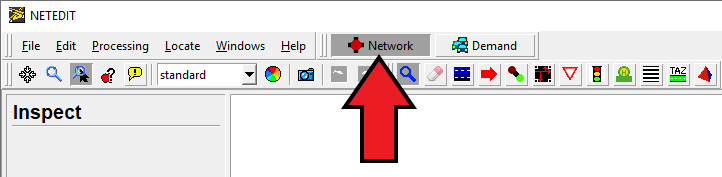 NETEDIT
File Edit Processing Locate Windows Help Network Demand
standard TAZ
Inspect